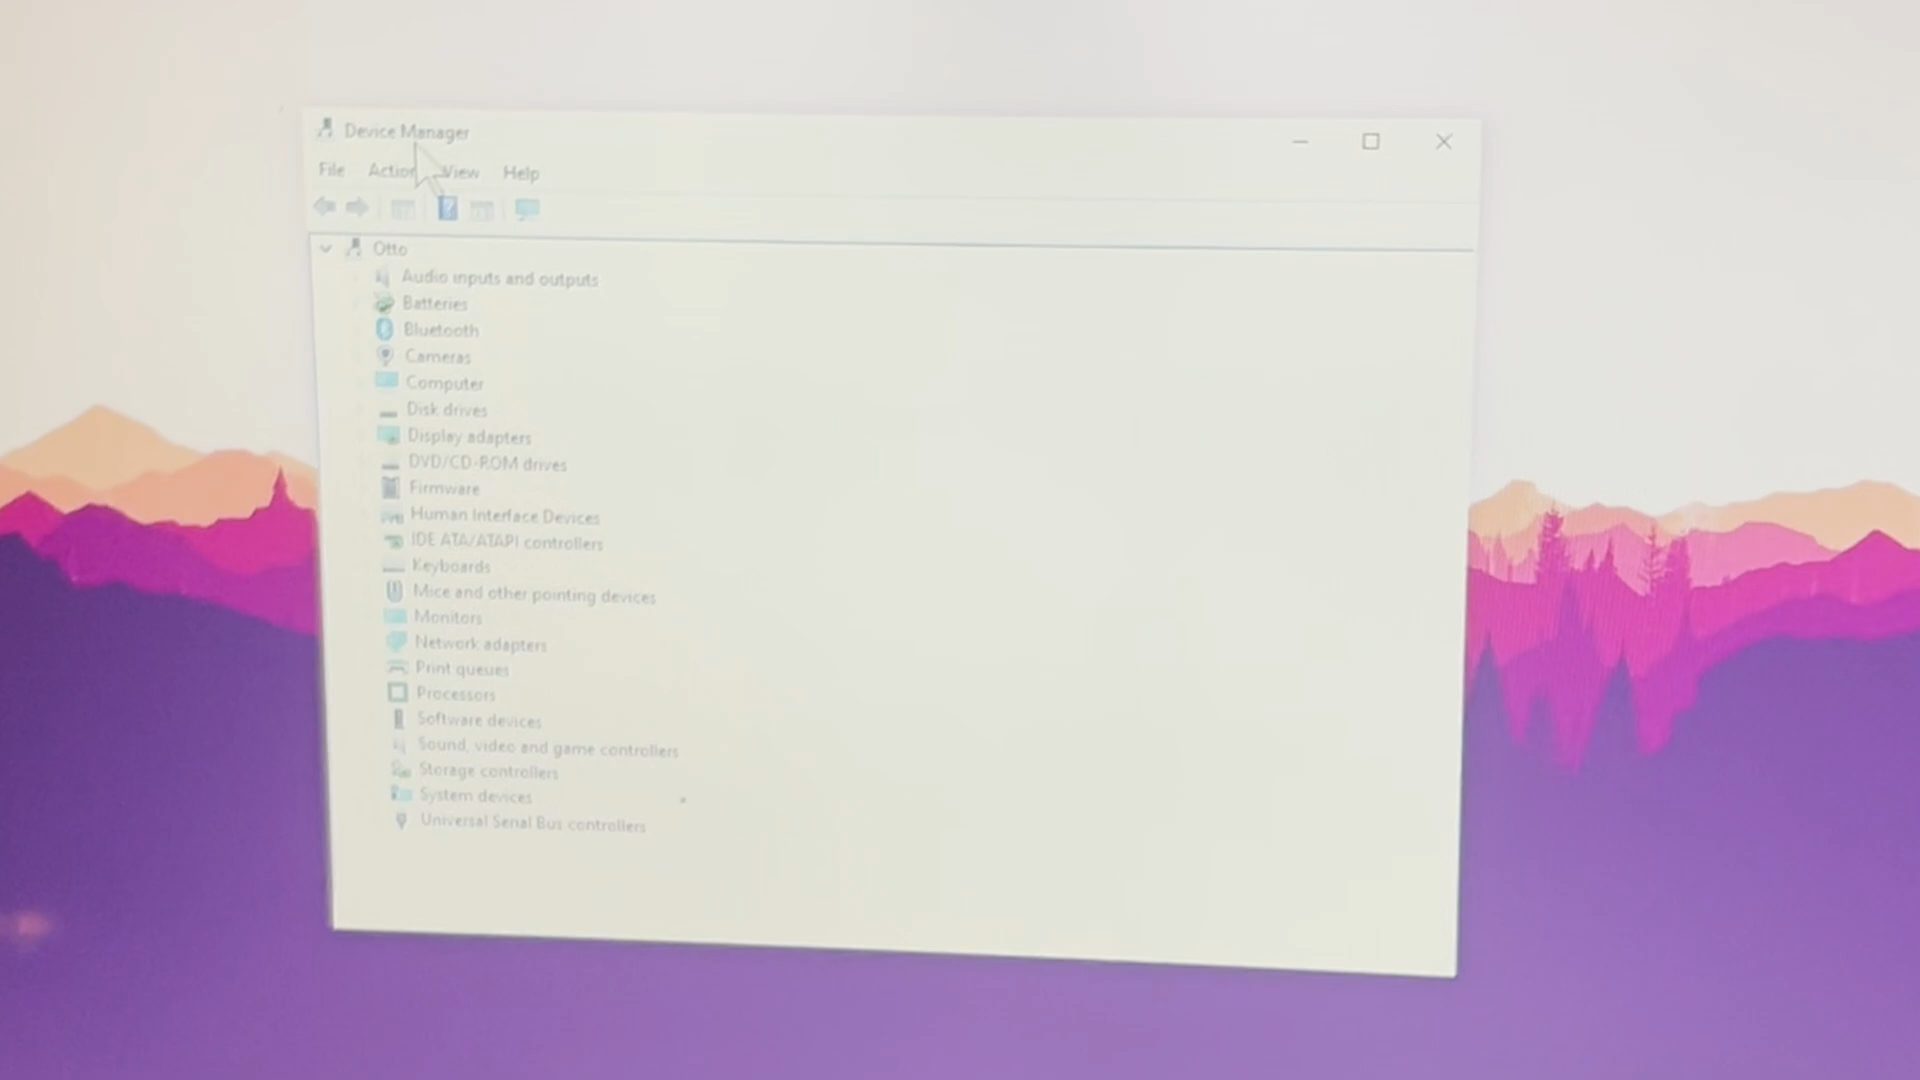 Device Manager
File Action View Help
Otto
Audio inputs and outputs
Batteries
Bluetooth
Cameras
Computer
Disk drives
Display adapters
DVD/CD-ROM drives
Firmware
Human Interface Devices
IDE ATA/ATAPI controllers
Keyboards
Mice and other pointing devices
Monitors
Network adapters
Print queues
Processors
Software devices
Sound, video and game controllers
Storage controllers
System devices
Universal Serial Bus controllers